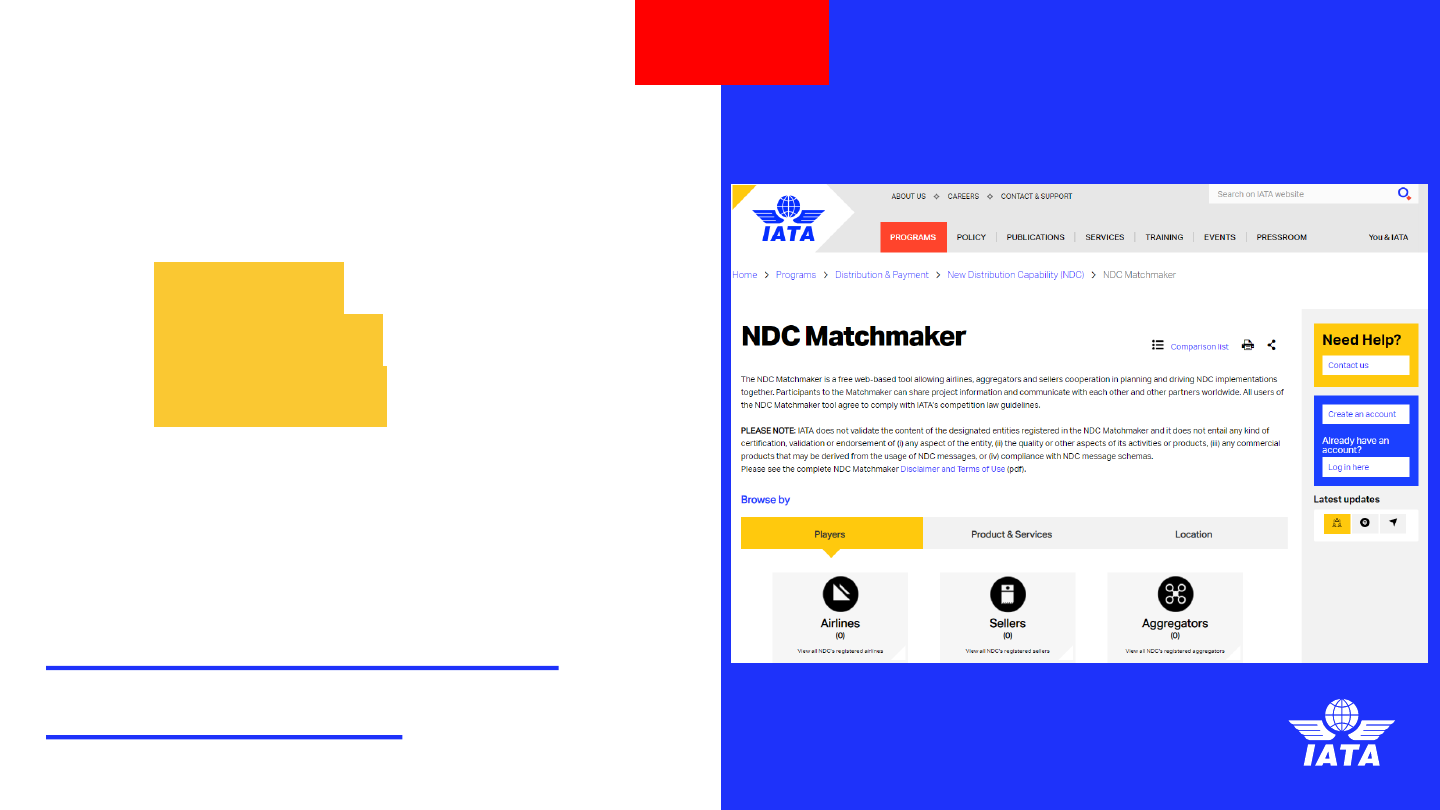 IATA
ABOUT US
CAREERS
CONTACT & SUPPORT
Search on IATA website
PROGRAMS
POLICY
PUBLICATIONS
SERVICES
TRAINING
EVENTS
PRESSROOM
You & IATA
Home > Programs > Distribution & Payment > New Distribution Capability (NDC) > NDC Matchmaker
NDC Matchmaker
Comparison list
The NDC Matchmaker is a free web-based tool allowing airlines, aggregators and sellers cooperation in planning and driving NDC implementations
together. Participants to the Matchmaker can share project information and communicate with each other and other partners worldwide. All users of
the NDC Matchmaker tool agree to comply with IATA's competition law guidelines.
PLEASE NOTE: IATA does not validate the content of the designated entities registered in the NDC Matchmaker and it does not entail any kind of
certification, validation or endorsement of (i) any aspect of the entity, (ii) the quality or other aspects of its activities or products, (iii) any commercial
products that may be derived from the usage of NDC messages, or (iv) compliance with NDC message schemas.
Please see the complete NDC Matchmaker Disclaimer and Terms of Use (pdf).
Browse by
Players
Product & Services
Location
Airlines
(0)
View all NDC's registered airlines
Sellers
(0)
View all NDC's registered sellers
Aggregators
(0)
View all NDC's registered aggregators
Need Help?
Contact us
Create an account
Already have an
account?
Log in here
Latest updates
IATA